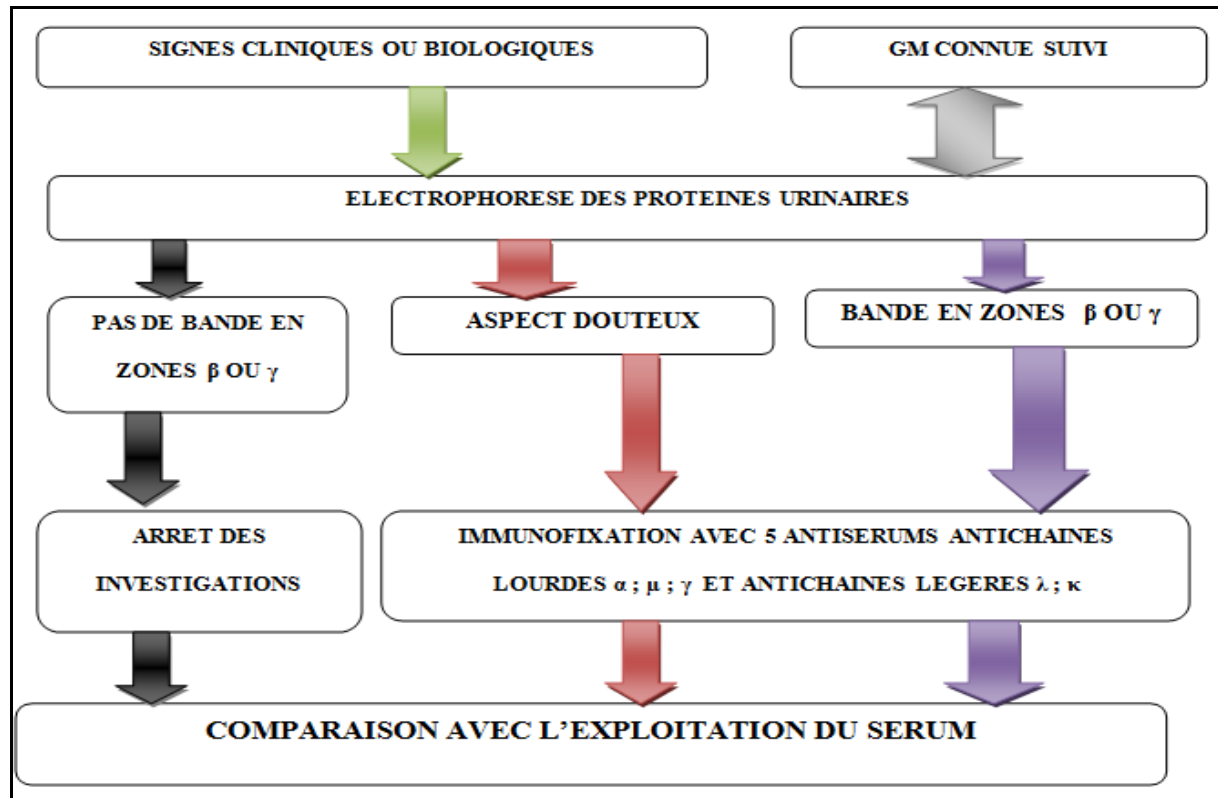 SIGNES CLINIQUES OU BIOLOGIQUES
GM CONNUE SUIVI
ELECTROPHORESE DES PROTEINES URINAIRES
PAS DE BANDE EN
ZONES β OU γ
ASPECT DOUTEUX
BANDE EN ZONES β OU γ
ARRET DES
INVESTIGATIONS
IMMUNOFIXATION AVEC 5 ANTISERUMS ANTICHAINES
LOURDES α ; μ ; γ ET ANTICHAINES LEGERES λ ; κ
COMPARAISON AVEC L’EXPLOITATION DU SERUM